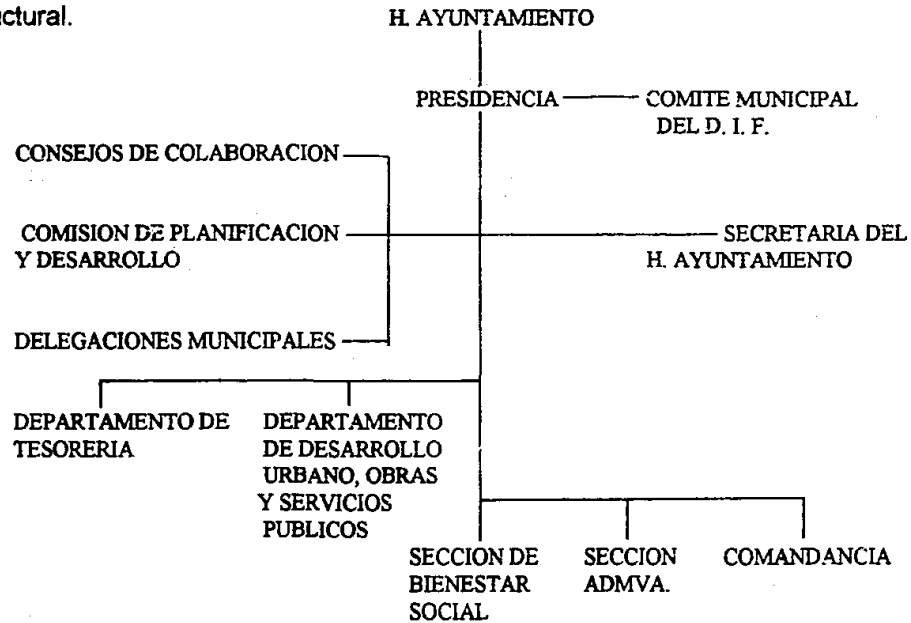 ctural.
H. AYUNTAMIENTO
PRESIDENCIA
COMITE MUNICIPAL
DEL D. I. F.
CONSEJOS DE COLABORACION
COMISION DE PLANIFICACION
Y DESARROLLO
SECRETARIA DEL
H. AYUNTAMIENTO
DELEGACIONES MUNICIPALES
DEPARTAMENTO DE
TESORERIA
DEPARTAMENTO
DE DESARROLLO
URBANO, OBRAS
Y SERVICIOS
PUBLICOS
SECCION DE
BIENESTAR
SOCIAL
SECCION
ADMVA.
COMANDANCIA